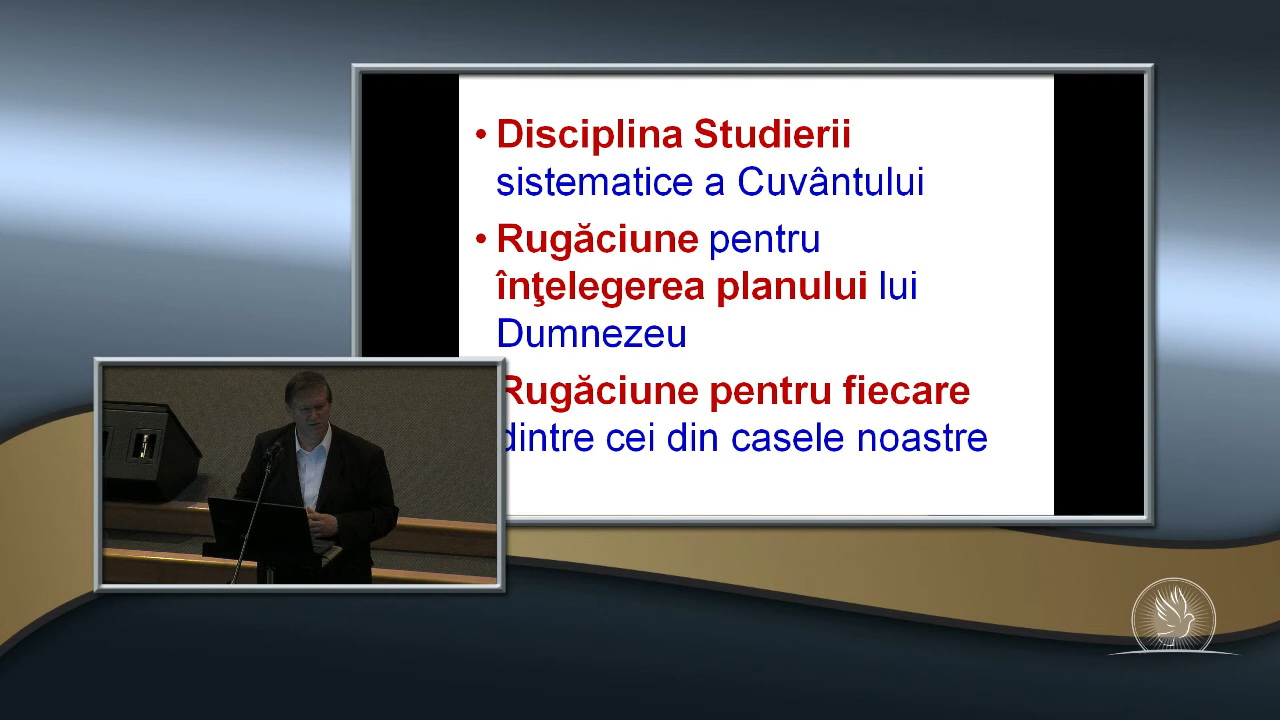 • Disciplina Studierii
sistematice a Cuvântului
• Rugăciune pentru
înţelegerea planului lui
Dumnezeu
Rugăciune pentru fiecare
dintre cei din casele noastre